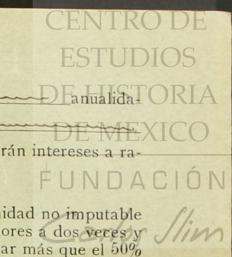 CENTRO DE
ESTUDIOS
anualida-
DE HISTORIA
DE MEXICO
rán intereses a ra-
FUNDACIÓN
nidad no imputable
ores a dos veces y
Carlos Slim
ar más que el 50%